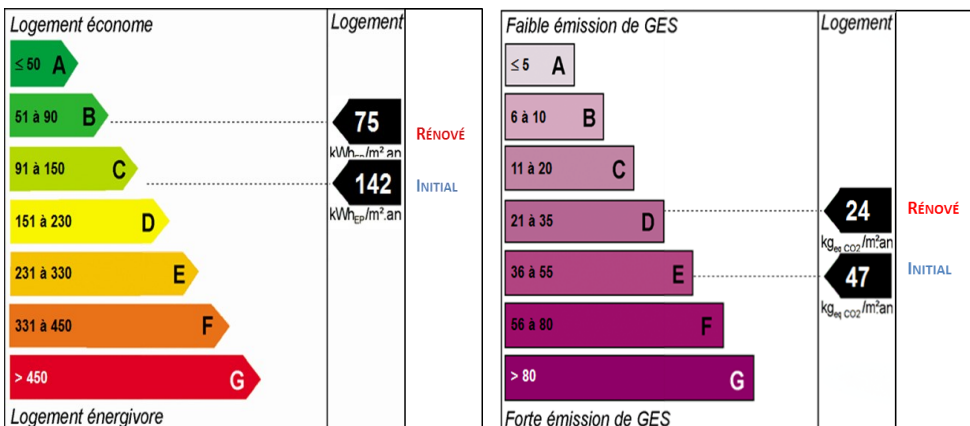 Logement économe
Logement
≤ 50 A
51 à 90 B
91 à 150 C
151 à 230 D
231 à 330 E
331 à 450 F
> 450 G
Logement énergivore
75
kWhEP/m².an
142
kWhEP/m².an
RÉNOVÉ
INITIAL
Faible émission de GES
Logement
≤ 5 A
6 à 10 B
11 à 20 C
21 à 35 D
36 à 55 E
56 à 80 F
> 80 G
Forte émission de GES
24
kgeq CO2/m².an
47
kgeq CO2/m².an
RÉNOVÉ
INITIAL